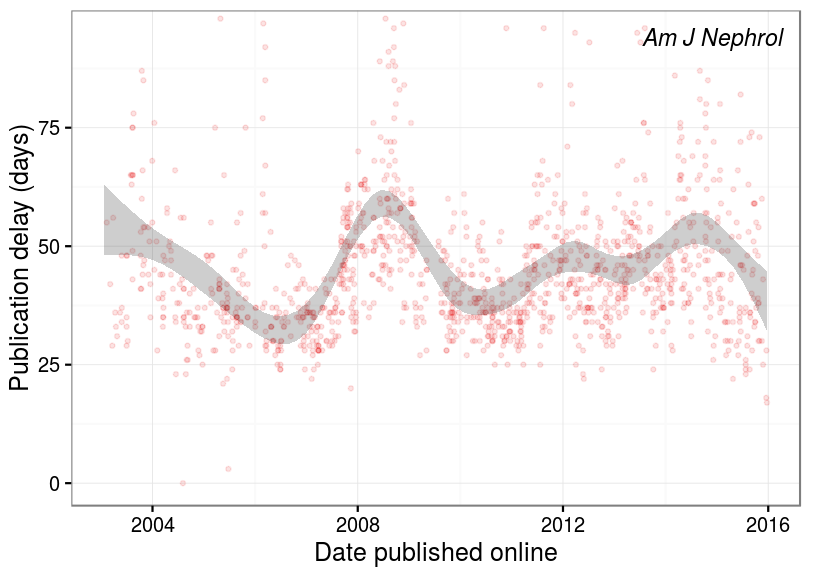 Am J Nephrol
Publication delay (days)
75
50
25
0
2004
2008
2012
2016
Date published online